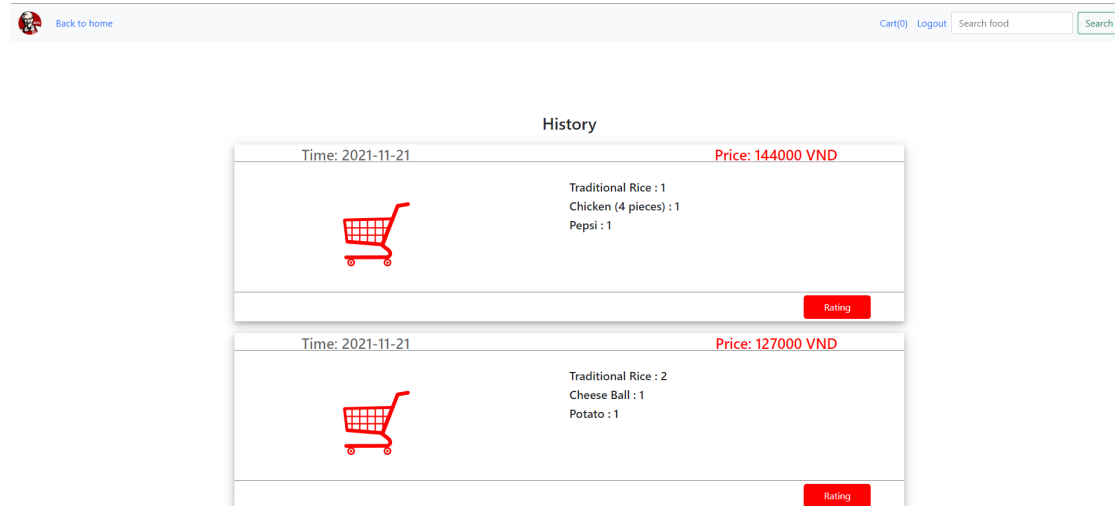 Back to home
Cart(0) Logout Search food Search
History
Time: 2021-11-21 Price: 144000 VND
Traditional Rice : 1
Chicken (4 pieces) : 1
Pepsi : 1
Rating
Time: 2021-11-21 Price: 127000 VND
Traditional Rice : 2
Cheese Ball : 1
Potato : 1
Rating